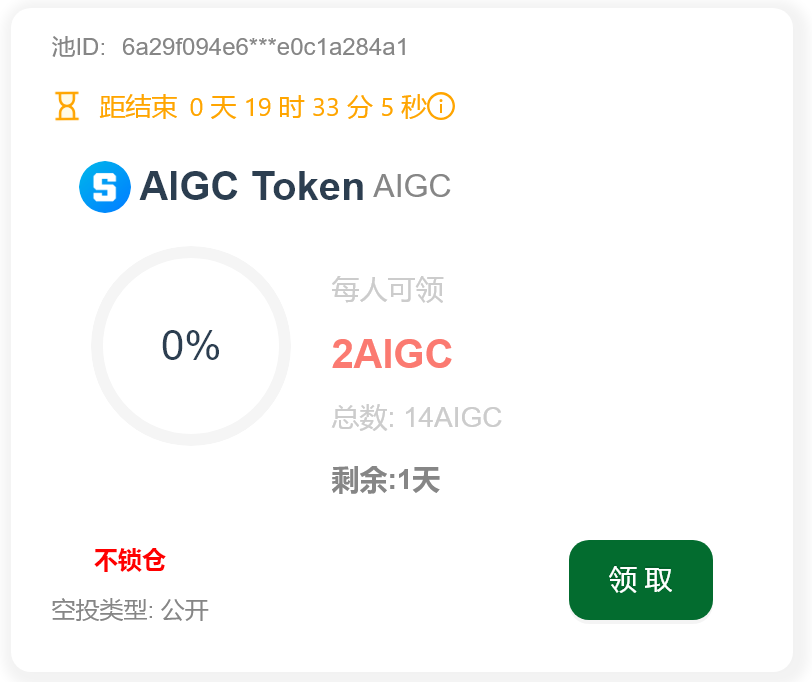 池ID: 6a29f094e6***e0c1a284a1
距结束 0 天 19 时 33 分 5 秒
AIGC Token AIGC
0%
每人可领
2AIGC
总数: 14AIGC
剩余:1天
不锁仓
空投类型: 公开
领取